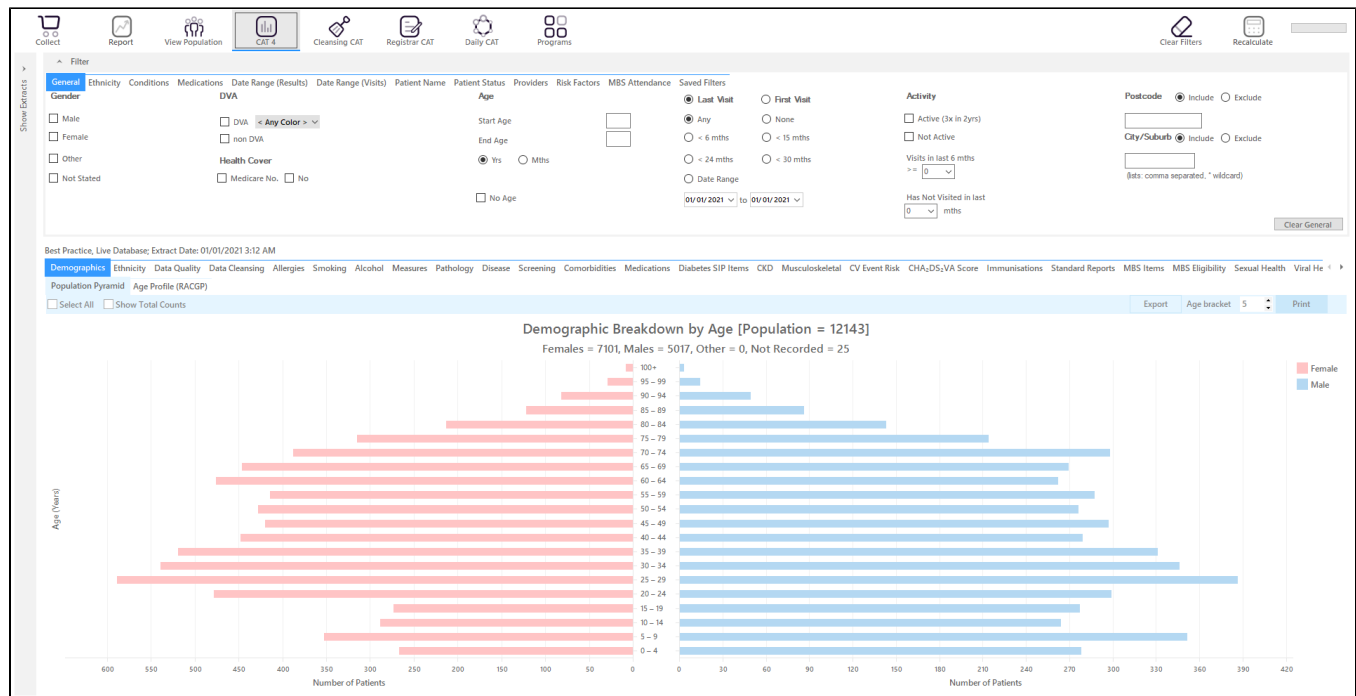 Collect Report View Population CAT 4 Cleansing CAT Registrar CAT Daily CAT Programs Clear Filters Recalculate
Show Extracts
Filter
General Ethnicity Conditions Medications Date Range (Results) Date Range (Visits) Patient Name Patient Status Providers Risk Factors MBS Attendance Saved Filters
Gender DVA Age Last Visit First Visit Activity Postcode Include Exclude
Male DVA < Any Color > Start Age Any None Active (3x in 2yrs)
Female non DVA End Age < 6 mths < 15 mths Not Active City/Suburb Include Exclude
Other Health Cover Yrs Mths < 24 mths < 30 mths Visits in last 6 mths
Not Stated Medicare No. No Date Range >= 0 (lists: comma separated, * wildcard)
No Age 01/01/2021 to 01/01/2021 Has Not Visited in last
0 mths
Clear General
Best Practice, Live Database; Extract Date: 01/01/2021 3:12 AM
Demographics Ethnicity Data Quality Data Cleansing Allergies Smoking Alcohol Measures Pathology Disease Screening Comorbidities Medications Diabetes SIP Items CKD Musculoskeletal CV Event Risk CHA₂DS₂VA Score Immunisations Standard Reports MBS Items MBS Eligibility Sexual Health Viral He
Population Pyramid Age Profile (RACGP)
Select All Show Total Counts Export Age bracket 5 Print
Demographic Breakdown by Age [Population = 12143]
Females = 7101, Males = 5017, Other = 0, Not Recorded = 25
Female
Male
Age (Years)
100+
95 – 99
90 – 94
85 – 89
80 – 84
75 – 79
70 – 74
65 – 69
60 – 64
55 – 59
50 – 54
45 – 49
40 – 44
35 – 39
30 – 34
25 – 29
20 – 24
15 – 19
10 – 14
5 – 9
0 – 4
600 550 500 450 400 350 300 250 200 150 100 50 0 0 30 60 90 120 150 180 210 240 270 300 330 360 390 420
Number of Patients Number of Patients